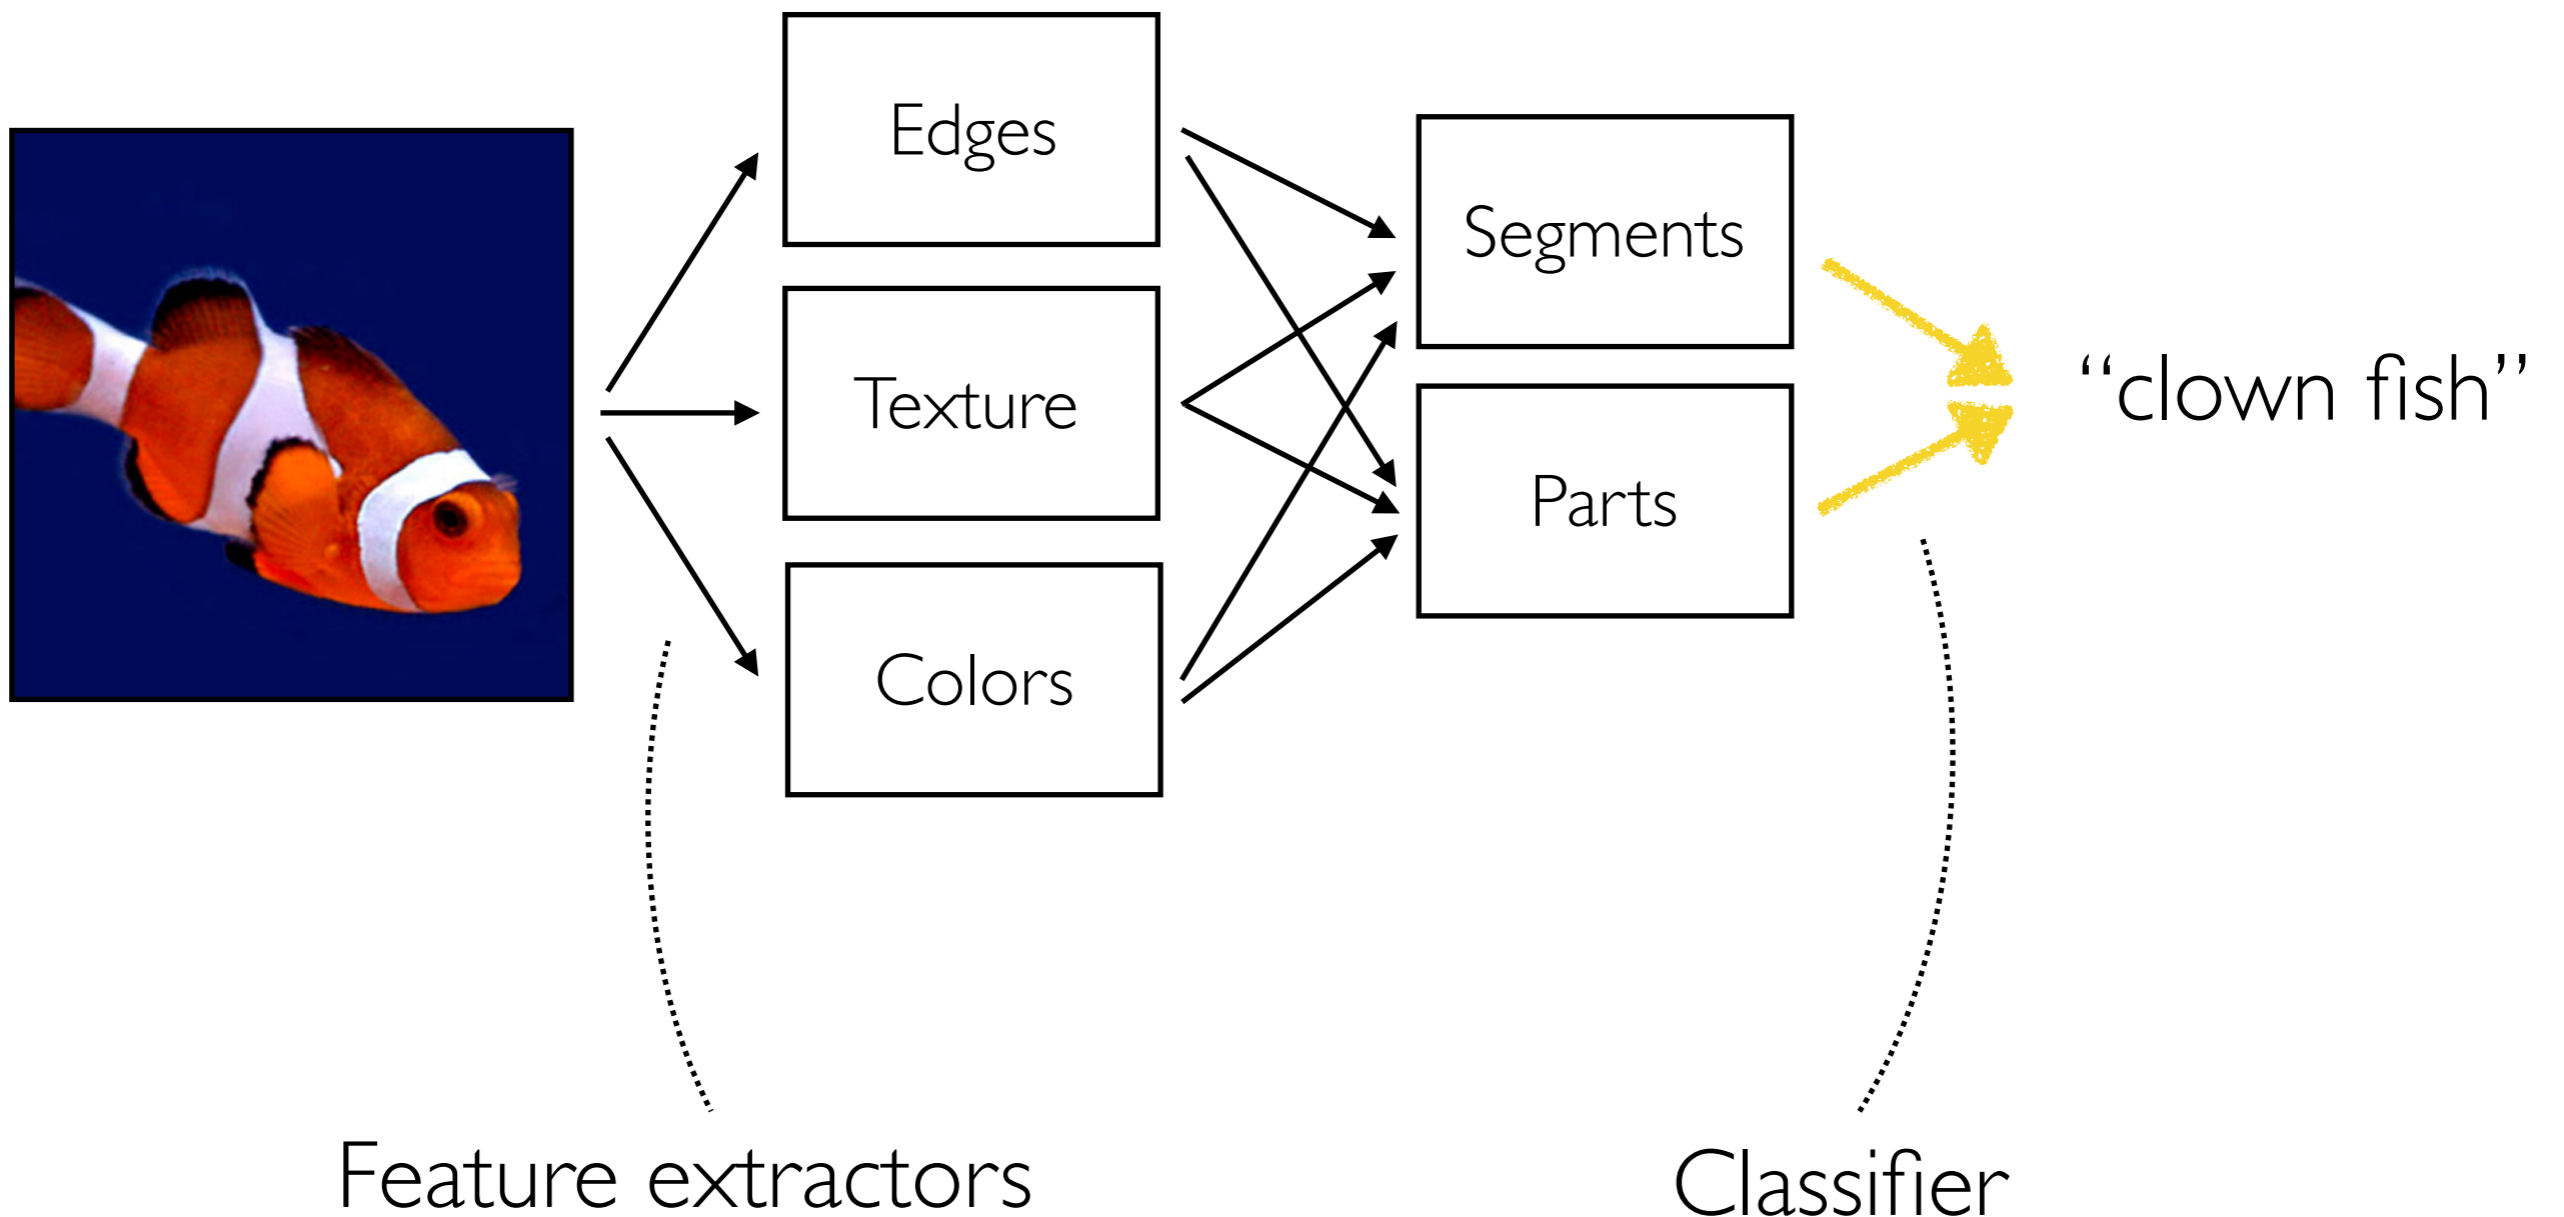 Edges
Texture
Colors
Segments
Parts
“clown fish”
Feature extractors
Classifier